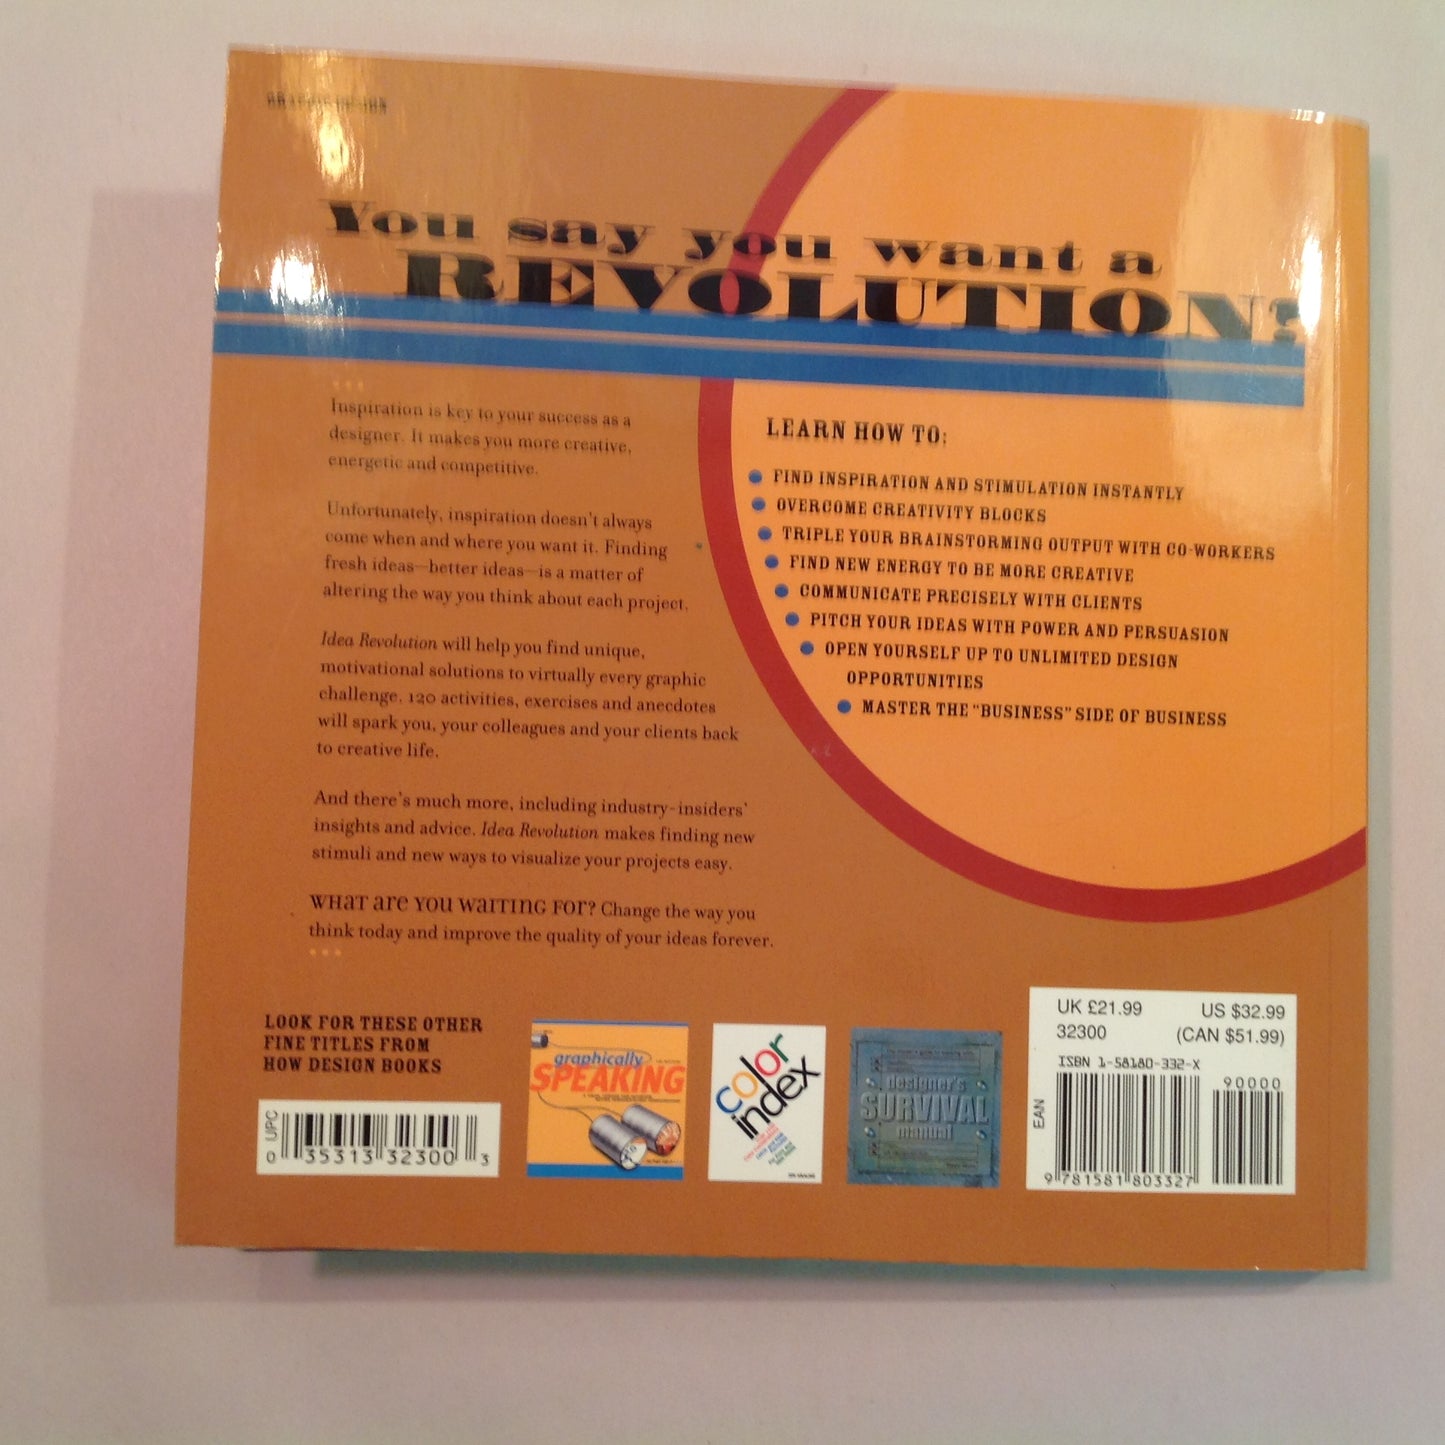 GRAPHIC DESIGN
You say you want a
REVOLUTION?
Inspiration is key to your success as a
designer. It makes you more creative,
energetic and competitive.
Unfortunately, inspiration doesn't always
come when and where you want it. Finding
fresh ideas—better ideas—is a matter of
altering the way you think about each project.
Idea Revolution will help you find unique,
motivational solutions to virtually every graphic
challenge. 120 activities, exercises and anecdotes
will spark you, your colleagues and your clients back
to creative life.
And there's much more, including industry-insiders'
insights and advice. Idea Revolution makes finding new
stimuli and new ways to visualize your projects easy.
WHAT are YOU WAITING FOR? Change the way you
think today and improve the quality of your ideas forever.
LEARN HOW TO:
FIND INSPIRATION AND STIMULATION INSTANTLY
OVERCOME CREATIVITY BLOCKS
TRIPLE YOUR BRAINSTORMING OUTPUT WITH CO-WORKERS
FIND NEW ENERGY TO BE MORE CREATIVE
COMMUNICATE PRECISELY WITH CLIENTS
PITCH YOUR IDEAS WITH POWER AND PERSUASION
OPEN YOURSELF UP TO UNLIMITED DESIGN
OPPORTUNITIES
MASTER THE "BUSINESS" SIDE OF BUSINESS
LOOK FOR THESE OTHER
FINE TITLES FROM
HOW DESIGN BOOKS
UPC
0 35313 32300 3
graphically
SPEAKING
color
index
designer's
SURVIVAL
manual
UK £21.99 US $32.99
32300 (CAN $51.99)
ISBN 1-58180-332-X
90000
EAN
9 781581 803327